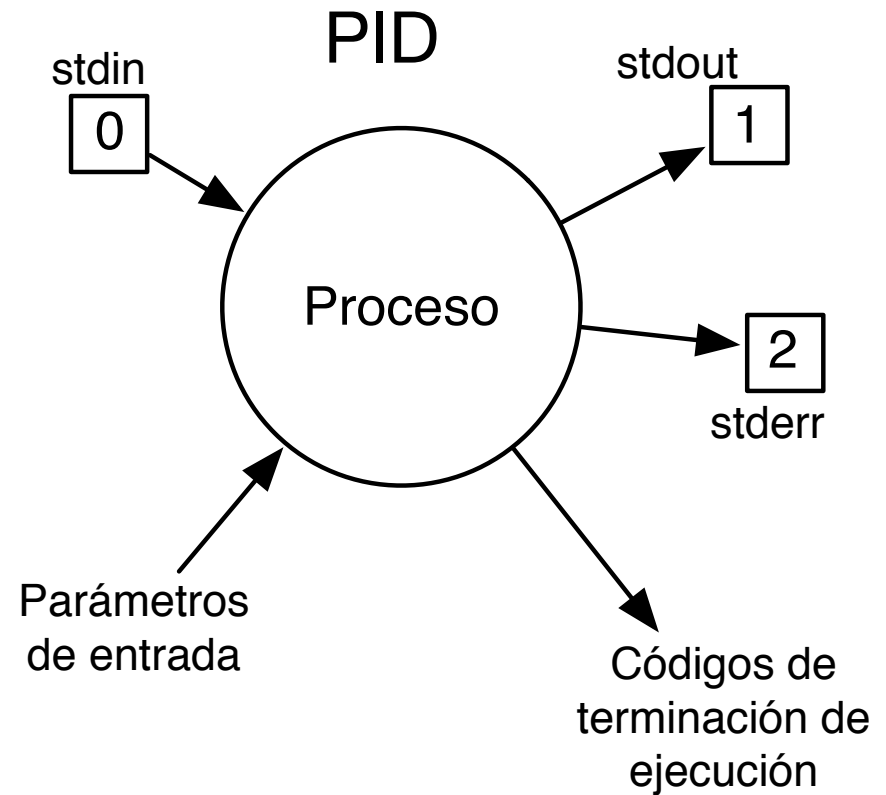 PID
stdin
0
stdout
1
Proceso
2
stderr
Parámetros
de entrada
Códigos de
terminación de
ejecución